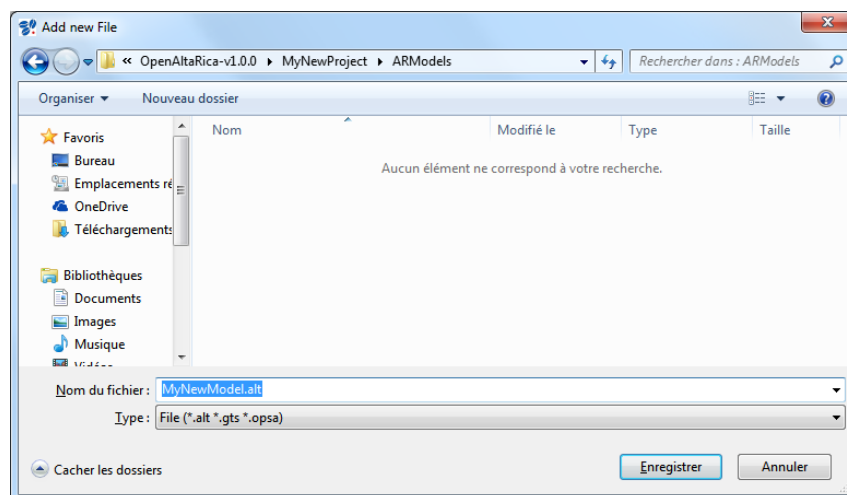 Add new File
« OpenAltaRica-v1.0.0 ▸ MyNewProject ▸ ARModels
Rechercher dans : ARModels
Organiser ▾ Nouveau dossier
Favoris
Bureau
Emplacements ré
OneDrive
Téléchargements
Bibliothèques
Documents
Images
Musique
Nom Modifié le Type Taille
Aucun élément ne correspond à votre recherche.
Nom du fichier : MyNewModel.alt
Type : File (*.alt *.gts *.opsa)
Cacher les dossiers
Enregistrer Annuler